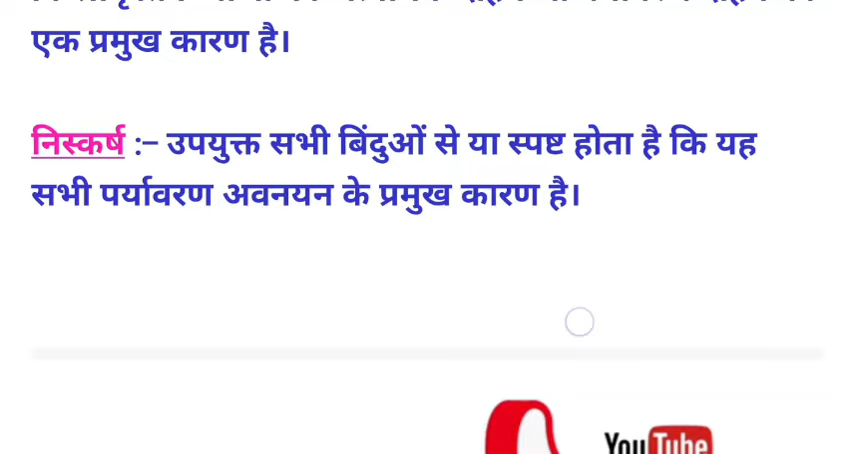 एक प्रमुख कारण है।
निस्कर्ष :– उपयुक्त सभी बिंदुओं से या स्पष्ट होता है कि यह
सभी पर्यावरण अवनयन के प्रमुख कारण है।
YouTube